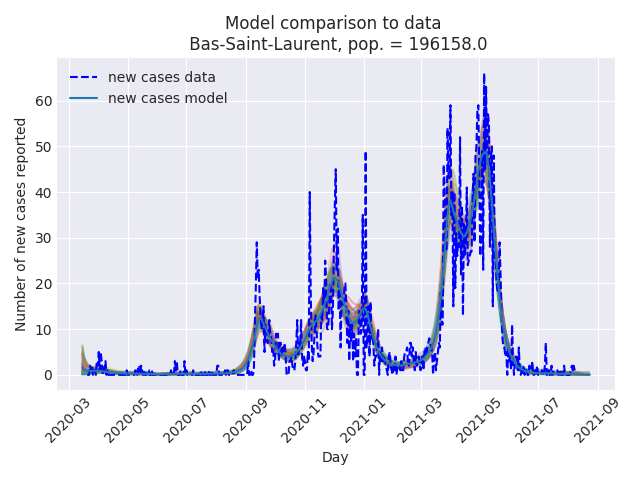 Model comparison to data
Bas-Saint-Laurent, pop. = 196158.0
new cases data
new cases model
Number of new cases reported
60
50
40
30
20
10
0
2020-03
2020-05
2020-07
2020-09
2020-11
2021-01
2021-03
2021-05
2021-07
2021-09
Day